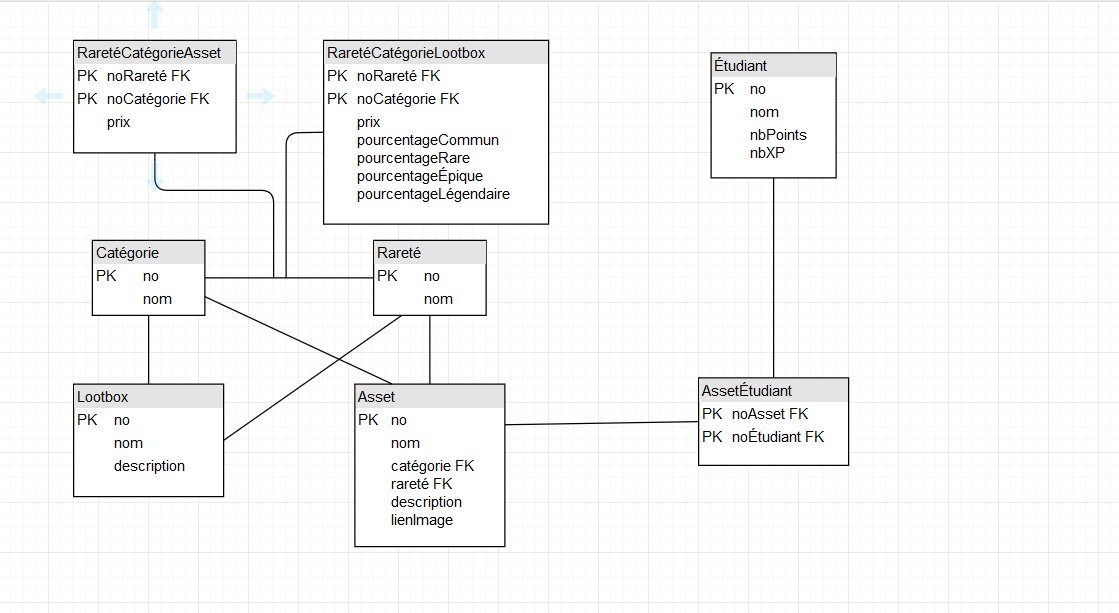 RaretéCatégorieAsset
PK noRareté FK
PK noCatégorie FK
prix
RaretéCatégorieLootbox
PK noRareté FK
PK noCatégorie FK
prix
pourcentageCommun
pourcentageRare
pourcentageÉpique
pourcentageLégendaire
Étudiant
PK no
nom
nbPoints
nbXP
Catégorie
PK no
nom
Rareté
PK no
nom
Lootbox
PK no
nom
description
Asset
PK no
nom
catégorie FK
rareté FK
description
lienImage
AssetÉtudiant
PK noAsset FK
PK noÉtudiant FK